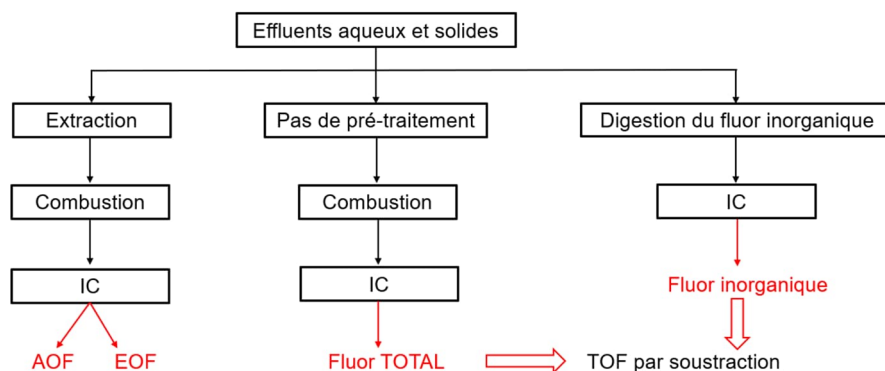 Effluents aqueux et solides
Extraction
Pas de pré-traitement
Digestion du fluor inorganique
Combustion
Combustion
IC
IC
IC
Fluor inorganique
AOF
EOF
Fluor TOTAL
TOF par soustraction